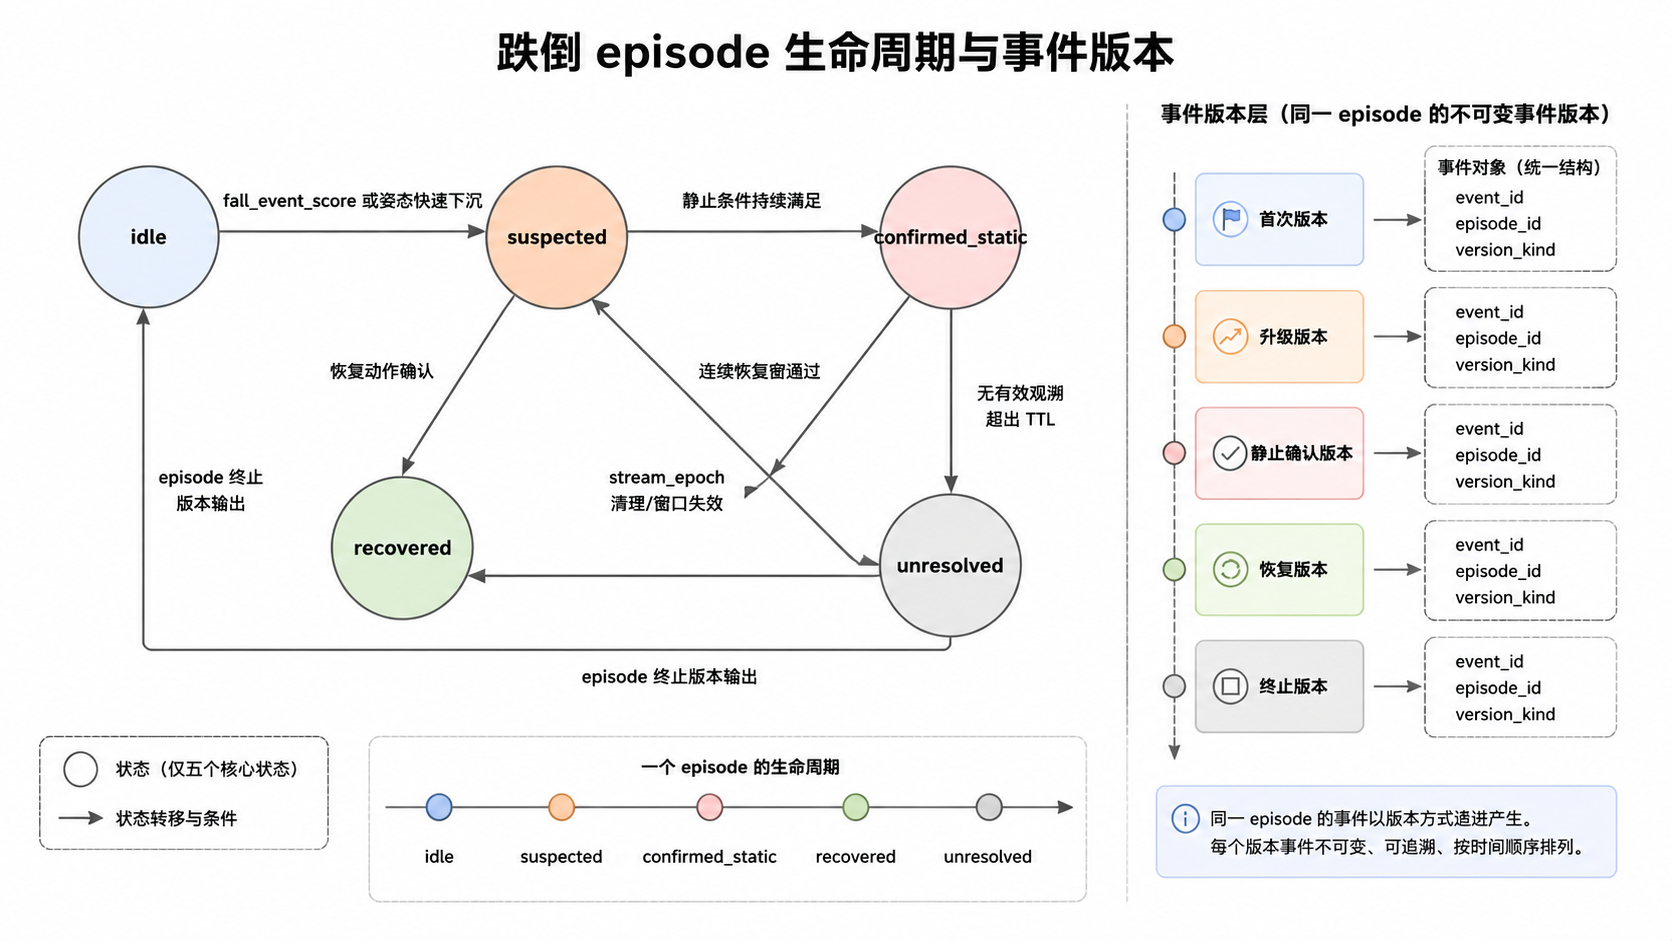 跌倒 episode 生命周期与事件版本
idle
fall_event_score 或姿态快速下沉
suspected
静止条件持续满足
confirmed_static
恢复动作确认
连续恢复窗通过
无有效观溯
超出 TTL
episode 终止
版本输出
stream_epoch
清理/窗口失效
recovered
unresolved
episode 终止版本输出
状态（仅五个核心状态）
状态转移与条件
一个 episode 的生命周期
idle
suspected
confirmed_static
recovered
unresolved
事件版本层（同一 episode 的不可变事件版本）
首次版本
事件对象（统一结构）
event_id
episode_id
version_kind
升级版本
event_id
episode_id
version_kind
静止确认版本
event_id
episode_id
version_kind
恢复版本
event_id
episode_id
version_kind
终止版本
event_id
episode_id
version_kind
同一 episode 的事件以版本方式递进产生。
每个版本事件不可变、可追溯、按时间顺序排列。